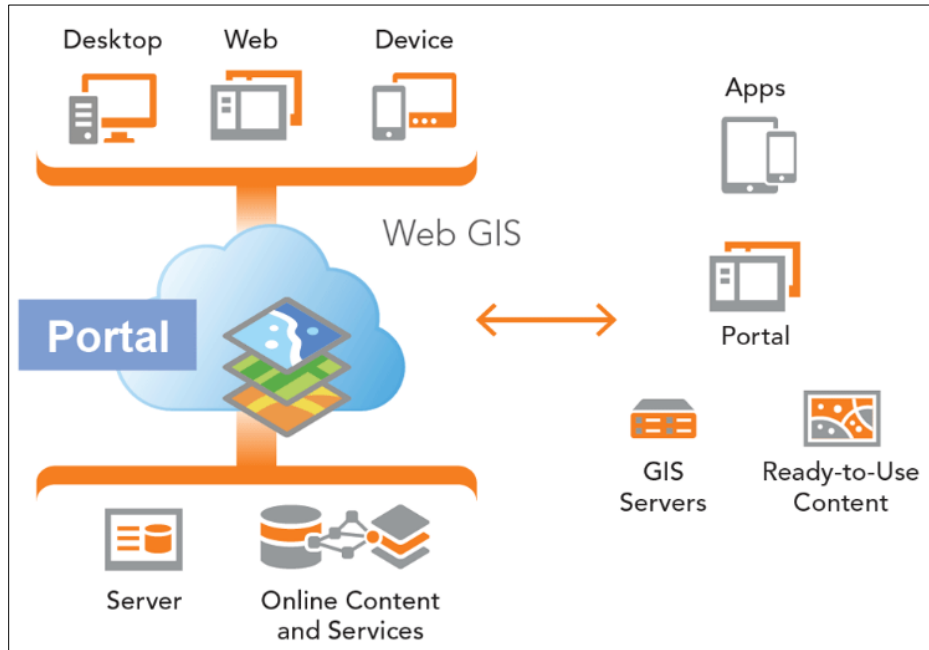 Desktop
Web
Device
Apps
Web GIS
Portal
Portal
GIS
Servers
Ready-to-Use
Content
Server
Online Content
and Services